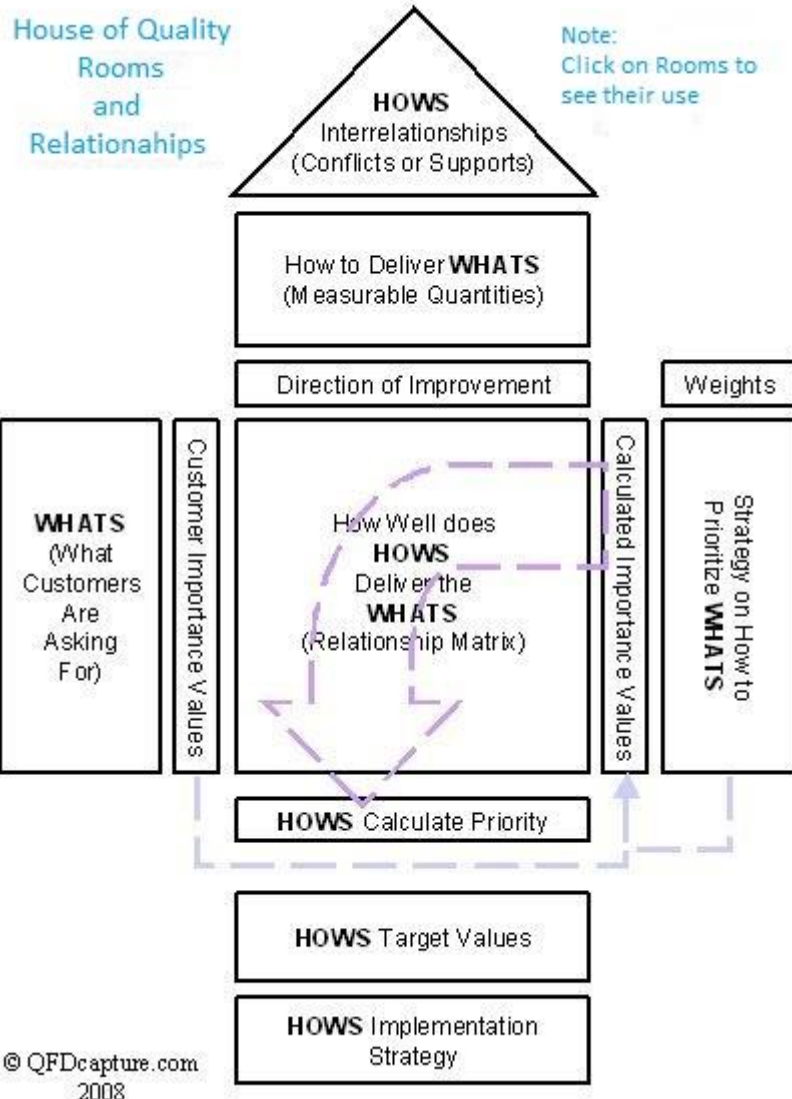 House of Quality
Rooms
and
Relationahips
Note:
Click on Rooms to
see their use
HOWS
Interrelationships
(Conflicts or Supports)
How to Deliver WHATS
(Measurable Quantities)
Direction of Improvement
Weights
WHATS
(What
Customers
Are
Asking
For)
Customer Importance Values
How Well does
HOWS
Deliver the
WHATS
(Relationship Matrix)
Calculated Importance Values
Strategy on How to
Prioritize WHATS
HOWS Calculate Priority
HOWS Target Values
HOWS Implementation
Strategy
© QFDcapture.com
2008